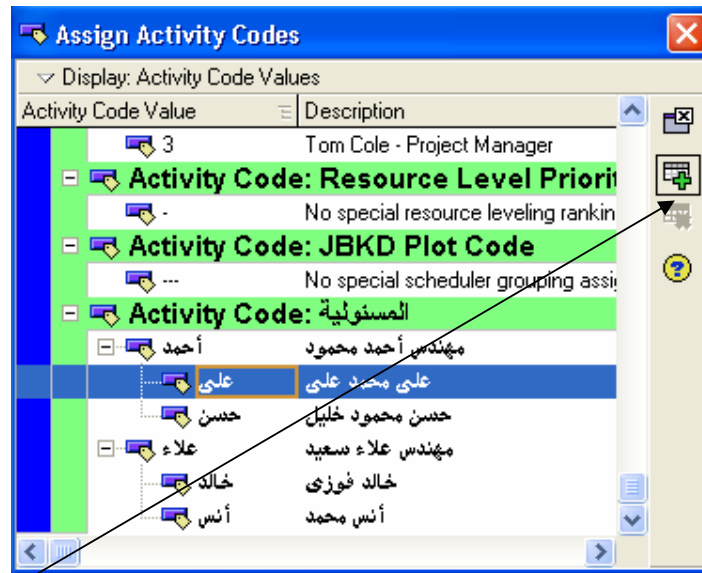 Assign Activity Codes
Display: Activity Code Values
Activity Code Value Description
3 Tom Cole - Project Manager
Activity Code: Resource Level Priorit
- No special resource leveling rankin
Activity Code: JBKD Plot Code
--- No special scheduler grouping assi
Activity Code: المسئولية
أحمد مهندس أحمد محمود
على على محمد على
حسن حسن محمود خليل
علاء مهندس علاء سعيد
خالد خالد فوزى
أنس أنس محمد